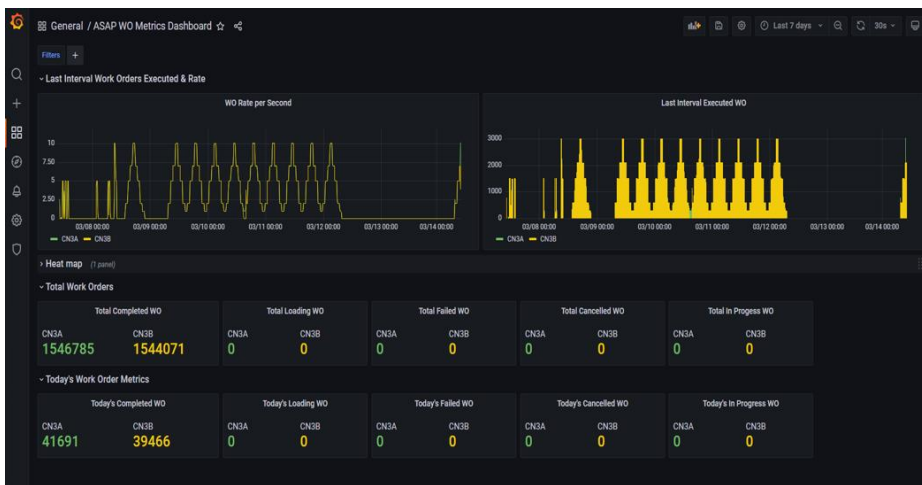 General / ASAP WO Metrics Dashboard
Last 7 days
30s
Filters +
Last Interval Work Orders Executed & Rate
WO Rate per Second
10
7.50
5
2.50
0
03/08 00:00 03/09 00:00 03/10 00:00 03/11 00:00 03/12 00:00 03/13 00:00 03/14 00:00
CN3A CN3B
Last Interval Executed WO
3000
2000
1000
0
03/08 00:00 03/09 00:00 03/10 00:00 03/11 00:00 03/12 00:00 03/13 00:00 03/14 00:00
CN3A CN3B
Heat map (1 panel)
Total Work Orders
Total Completed WO
CN3A CN3B
1546785 1544071
Total Loading WO
CN3A CN3B
0 0
Total Failed WO
CN3A CN3B
0 0
Total Cancelled WO
CN3A CN3B
0 0
Total In Progess WO
CN3A CN3B
0 0
Today's Work Order Metrics
Today's Completed WO
CN3A CN3B
41691 39466
Today's Loading WO
CN3A CN3B
0 0
Today's Failed WO
CN3A CN3B
0 0
Today's Cancelled WO
CN3A CN3B
0 0
Today's In Progress WO
CN3A CN3B
0 0